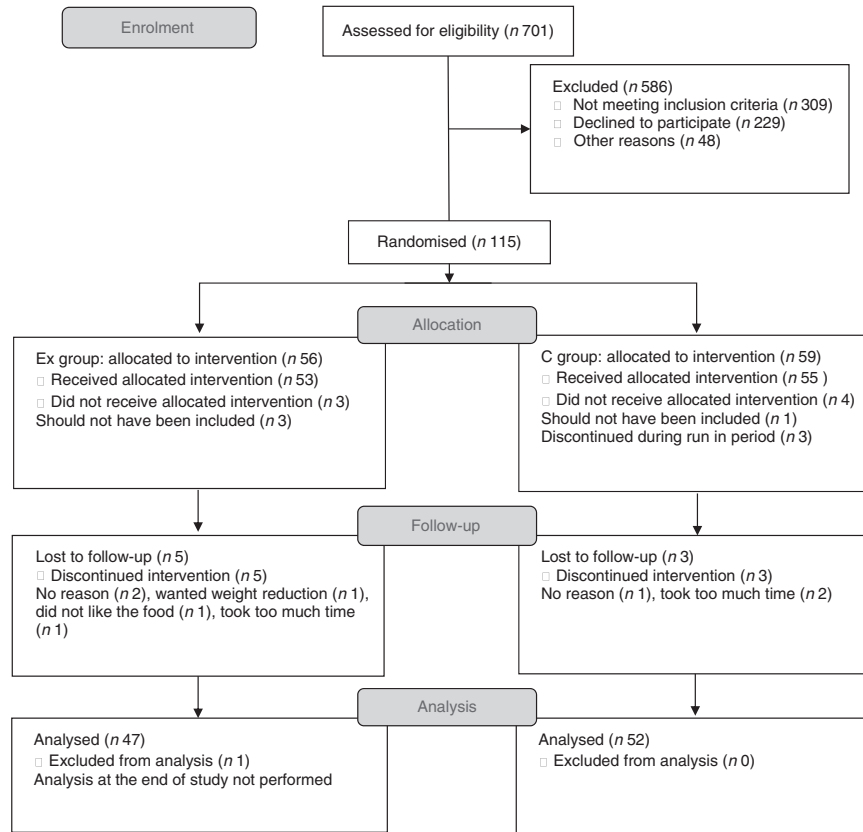 Enrolment
Assessed for eligibility (n 701)
Excluded (n 586)
Not meeting inclusion criteria (n 309)
Declined to participate (n 229)
Other reasons (n 48)
Randomised (n 115)
Allocation
Ex group: allocated to intervention (n 56)
Received allocated intervention (n 53)
Did not receive allocated intervention (n 3)
Should not have been included (n 3)
C group: allocated to intervention (n 59)
Received allocated intervention (n 55 )
Did not receive allocated intervention (n 4)
Should not have been included (n 1)
Discontinued during run in period (n 3)
Follow-up
Lost to follow-up (n 5)
Discontinued intervention (n 5)
No reason (n 2), wanted weight reduction (n 1),
did not like the food (n 1), took too much time
(n 1)
Lost to follow-up (n 3)
Discontinued intervention (n 3)
No reason (n 1), took too much time (n 2)
Analysis
Analysed (n 47)
Excluded from analysis (n 1)
Analysis at the end of study not performed
Analysed (n 52)
Excluded from analysis (n 0)